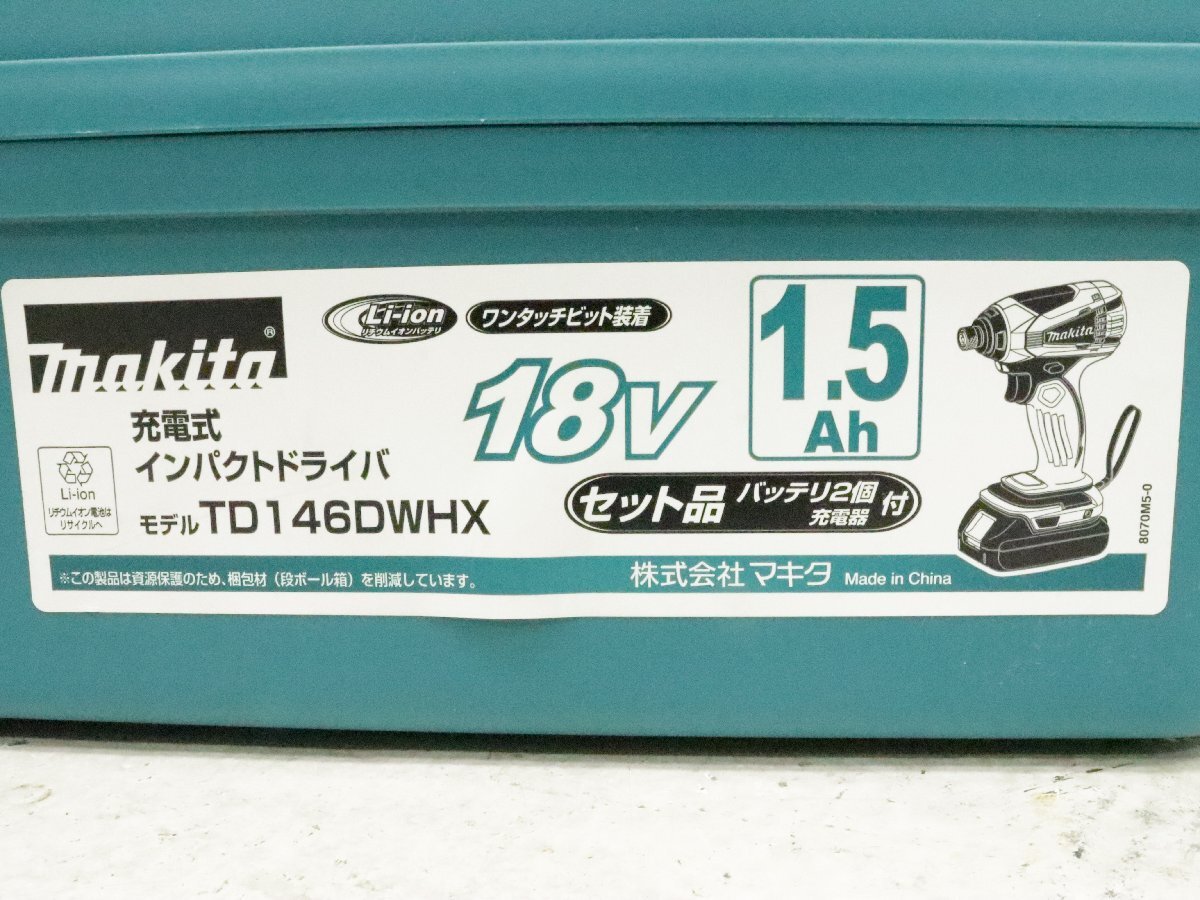 makita®
充電式
インパクトドライバ
モデル TD146DWHX
Li-ion
リチウムイオン電池は
リサイクルへ
Li-ion
リチウムイオンバッテリ
ワンタッチビット装着
18V
1.5
Ah
セット品 バッテリ2個 充電器 付
makita
8070M5-0
※この製品は資源保護のため、梱包材（段ボール箱）を削減しています。
株式会社 マキタ Made in China